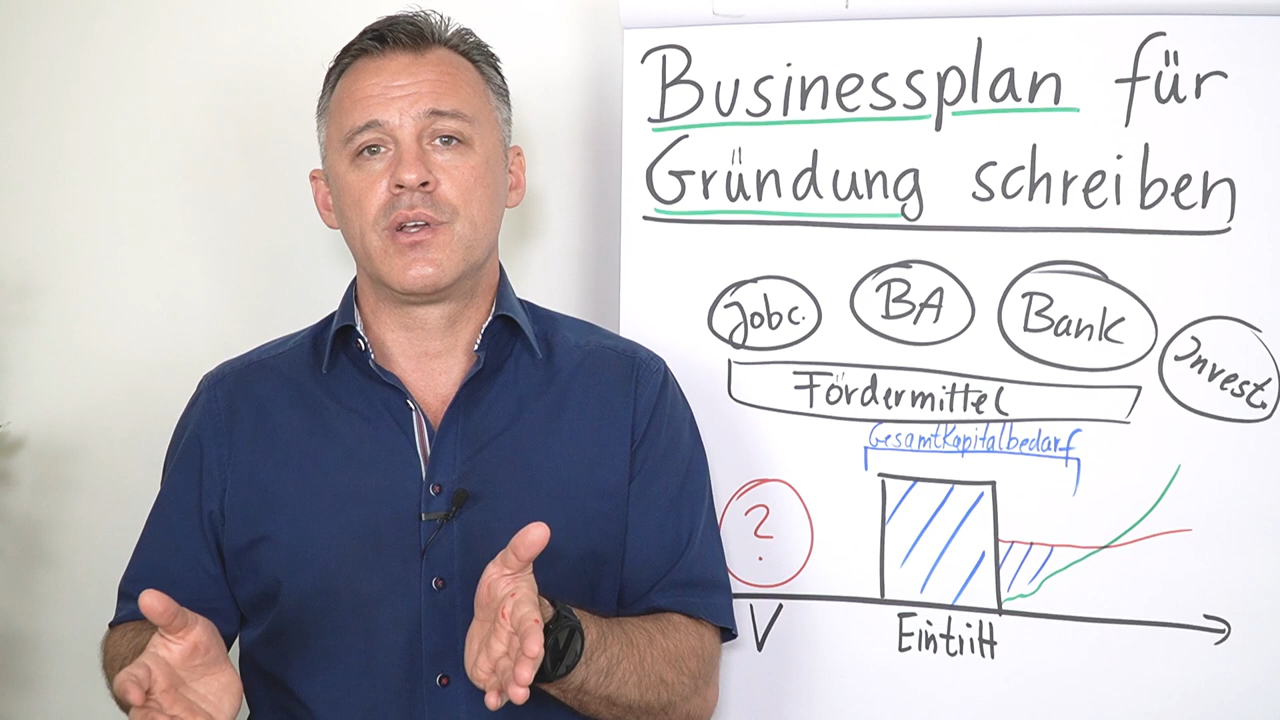 Businessplan für
Gründung schreiben
Jobc.
BA
Bank
Invest.
Fördermittel
Gesamtkapitalbedarf
?
V
Eintritt